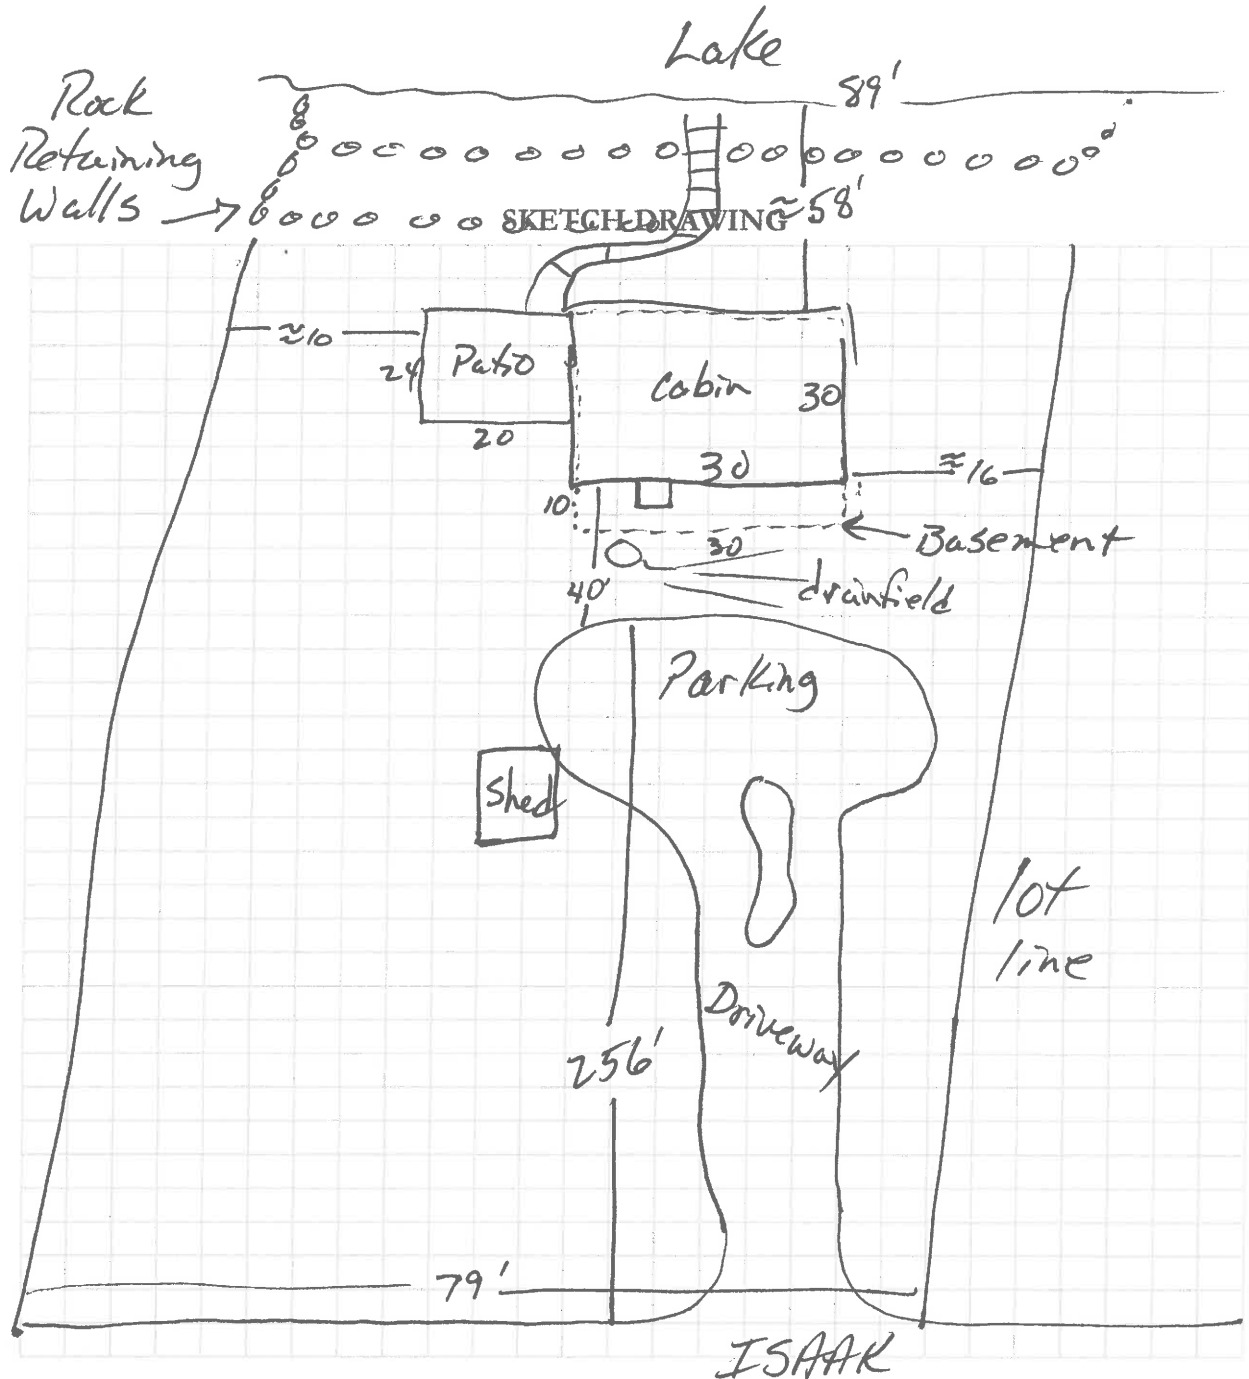 Lake
89'
Rock
Retaining
Walls
SKETCH DRAWING
≈58'
≈10
24
Patio
20
Cabin
30
30
≈16
10
Basement
30
40'
drainfield
Parking
Shed
lot
line
Driveway
256'
79'
ISAAK